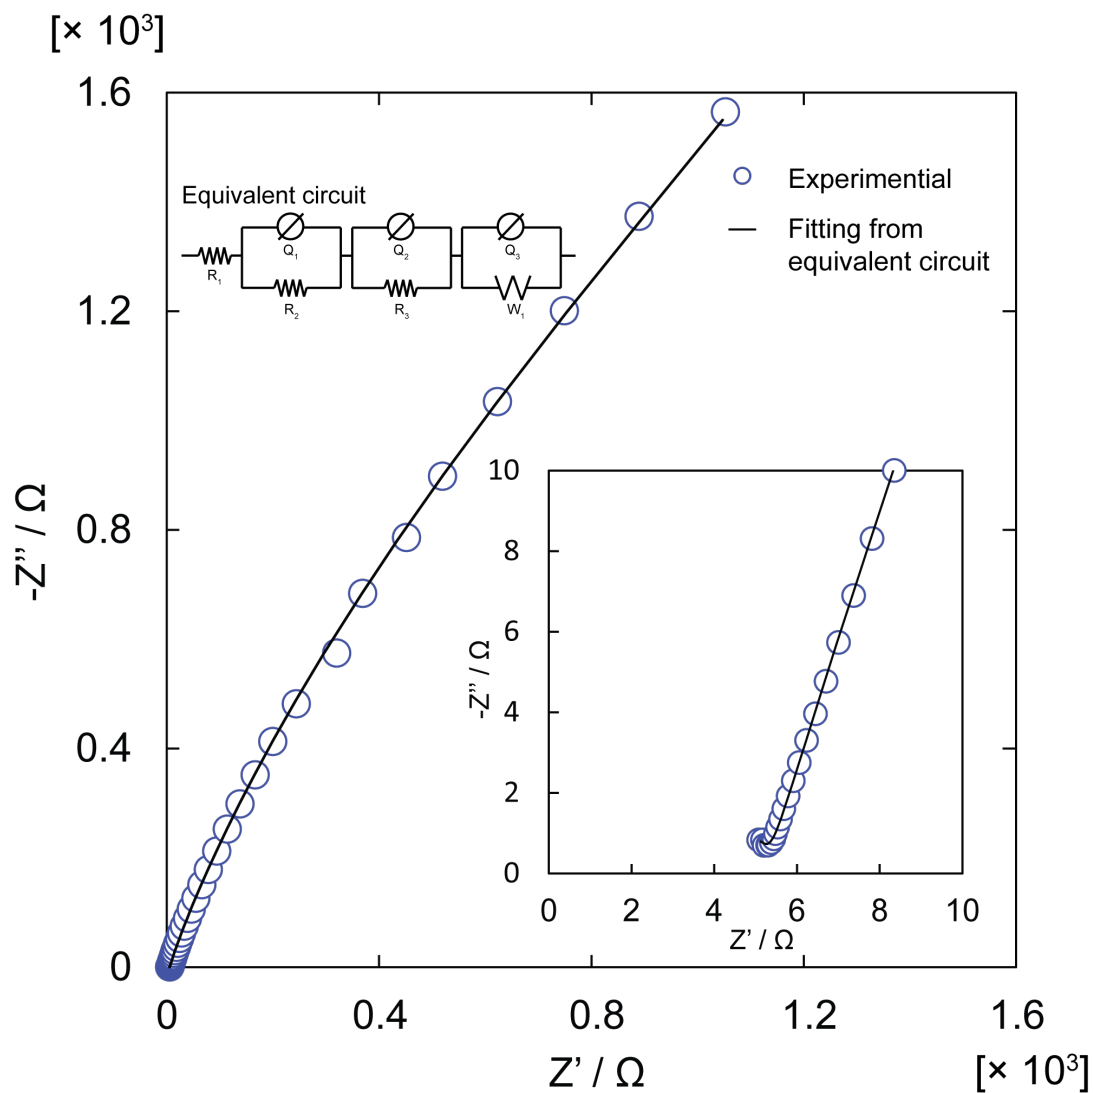 [× 10³]
1.6
1.2
0.8
0.4
0
-Z” / Ω
Equivalent circuit
R₁
Q₁
R₂
Q₂
R₃
Q₃
W₁
Experimental
Fitting from
equivalent circuit
10
8
6
4
2
0
-Z” / Ω
0 2 4 6 8 10
Z’ / Ω
0 0.4 0.8 1.2 1.6
Z’ / Ω
[× 10³]